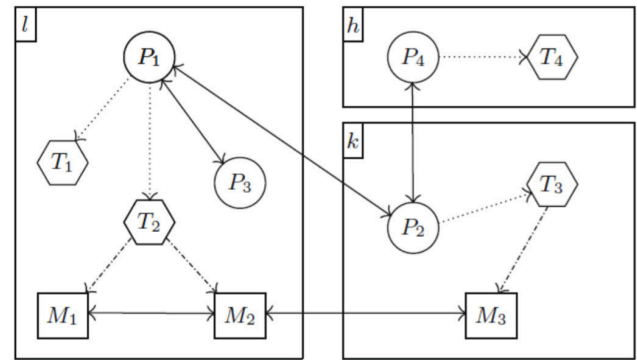 l
h
P₁
P₄
T₄
k
T₁
P₃
T₃
T₂
P₂
M₁
M₂
M₃